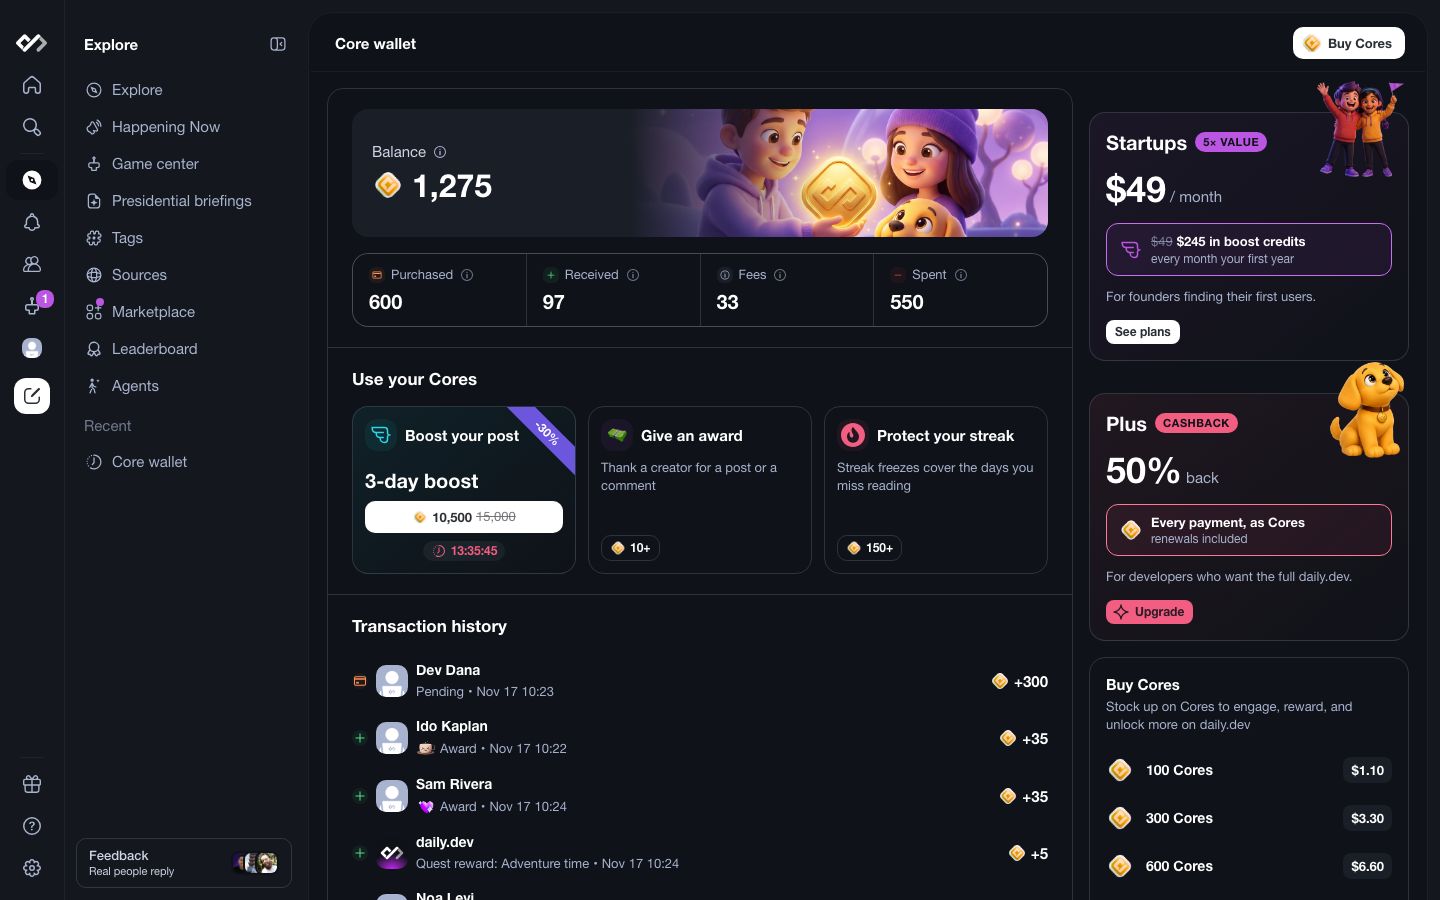 Explore
Explore
Happening Now
Game center
Presidential briefings
Tags
Sources
Marketplace
Leaderboard
Agents
Recent
Core wallet
1
Feedback
Real people reply
Core wallet
Buy Cores
Balance
1,275
Purchased
600
Received
97
Fees
33
Spent
550
Use your Cores
Boost your post
-30%
3-day boost
10,500 15,000
13:35:45
Give an award
Thank a creator for a post or a
comment
10+
Protect your streak
Streak freezes cover the days you
miss reading
150+
Transaction history
Dev Dana
Pending • Nov 17 10:23
+300
Ido Kaplan
Award • Nov 17 10:22
+35
Sam Rivera
Award • Nov 17 10:24
+35
daily.dev
Quest reward: Adventure time • Nov 17 10:24
+5
Noa Levi
Startups
5× VALUE
$49 / month
$49 $245 in boost credits
every month your first year
For founders finding their first users.
See plans
Plus
CASHBACK
50% back
Every payment, as Cores
renewals included
For developers who want the full daily.dev.
Upgrade
Buy Cores
Stock up on Cores to engage, reward, and
unlock more on daily.dev
100 Cores
$1.10
300 Cores
$3.30
600 Cores
$6.60